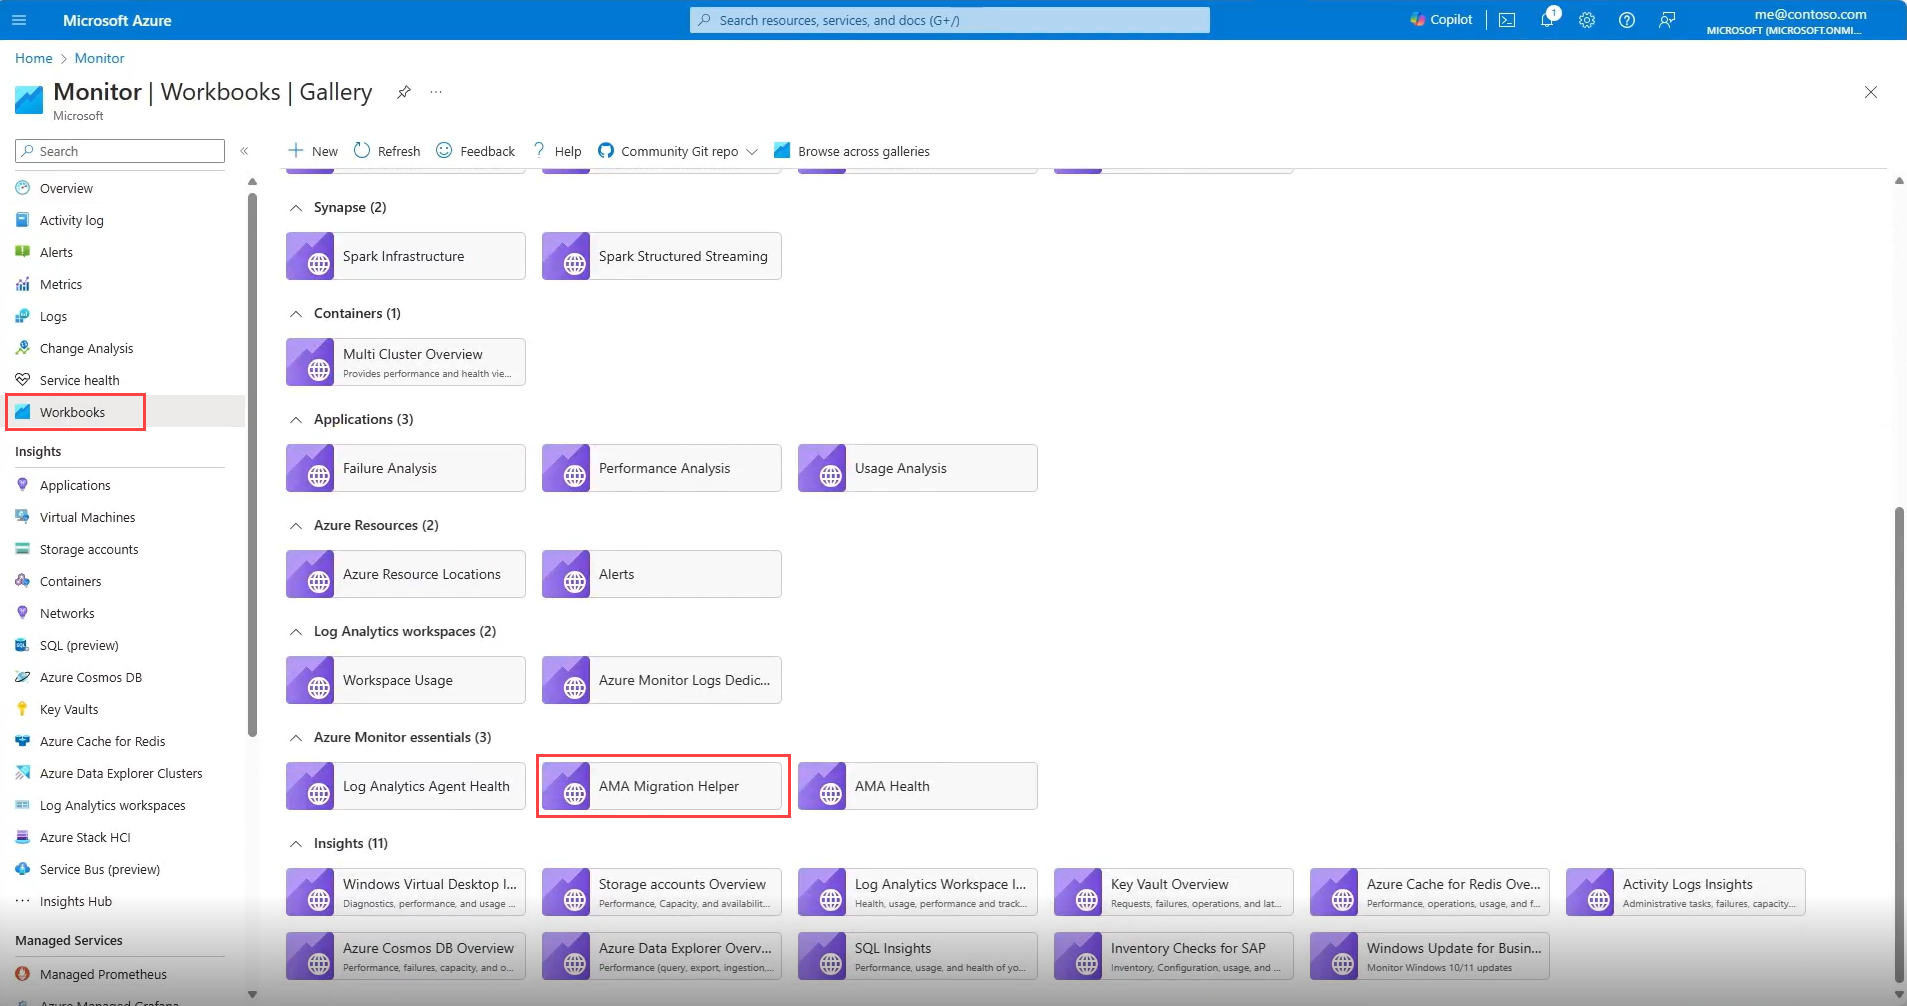 Microsoft Azure
Search resources, services, and docs (G+/)
Copilot
1
me@contoso.com
MICROSOFT (MICROSOFT.ONMI...
Home > Monitor
Monitor | Workbooks | Gallery
...
Microsoft
Search
«
New
Refresh
Feedback
Help
Community Git repo
Browse across galleries
Overview
Activity log
Alerts
Metrics
Logs
Change Analysis
Service health
Workbooks
Insights
Applications
Virtual Machines
Storage accounts
Containers
Networks
SQL (preview)
Azure Cosmos DB
Key Vaults
Azure Cache for Redis
Azure Data Explorer Clusters
Log Analytics workspaces
Azure Stack HCI
Service Bus (preview)
Insights Hub
Managed Services
Managed Prometheus
Azure Managed Grafana
Synapse (2)
Spark Infrastructure
Spark Structured Streaming
Containers (1)
Multi Cluster Overview
Provides performance and health vie...
Applications (3)
Failure Analysis
Performance Analysis
Usage Analysis
Azure Resources (2)
Azure Resource Locations
Alerts
Log Analytics workspaces (2)
Workspace Usage
Azure Monitor Logs Dedic...
Azure Monitor essentials (3)
Log Analytics Agent Health
AMA Migration Helper
AMA Health
Insights (11)
Windows Virtual Desktop I...
Diagnostics, performance, and usage ...
Storage accounts Overview
Performance, Capacity, and availabilit...
Log Analytics Workspace I...
Health, usage, performance and track...
Key Vault Overview
Requests, failures, operations, and lat...
Azure Cache for Redis Ove...
Performance, operations, usage, and f...
Activity Logs Insights
Administrative tasks, failures, capacity...
Azure Cosmos DB Overview
Performance, failures, capacity, and o...
Azure Data Explorer Overv...
Performance (query, export, ingestion,...
SQL Insights
Performance, usage, and health of yo...
Inventory Checks for SAP
Inventory, Configuration, usage, and ...
Windows Update for Busin...
Monitor Windows 10/11 updates